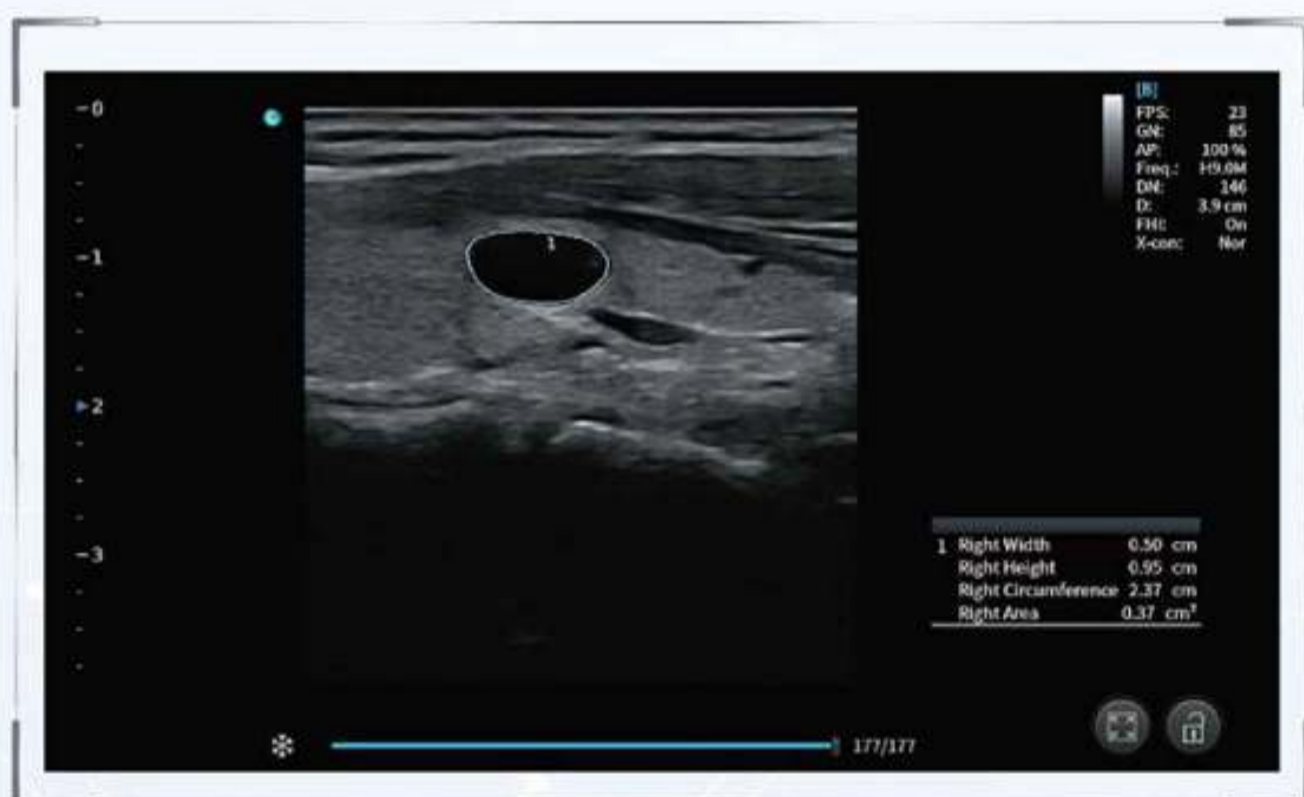 0
1
2
3
1
[B]
FPS: 23
GN: 85
AP: 100 %
Freq.: H9.0M
DN: 146
D: 3.9 cm
FHI: On
X-con: Nor
1 Right Width 0.50 cm
Right Height 0.95 cm
Right Circumference 2.37 cm
Right Area 0.37 cm²
177/177